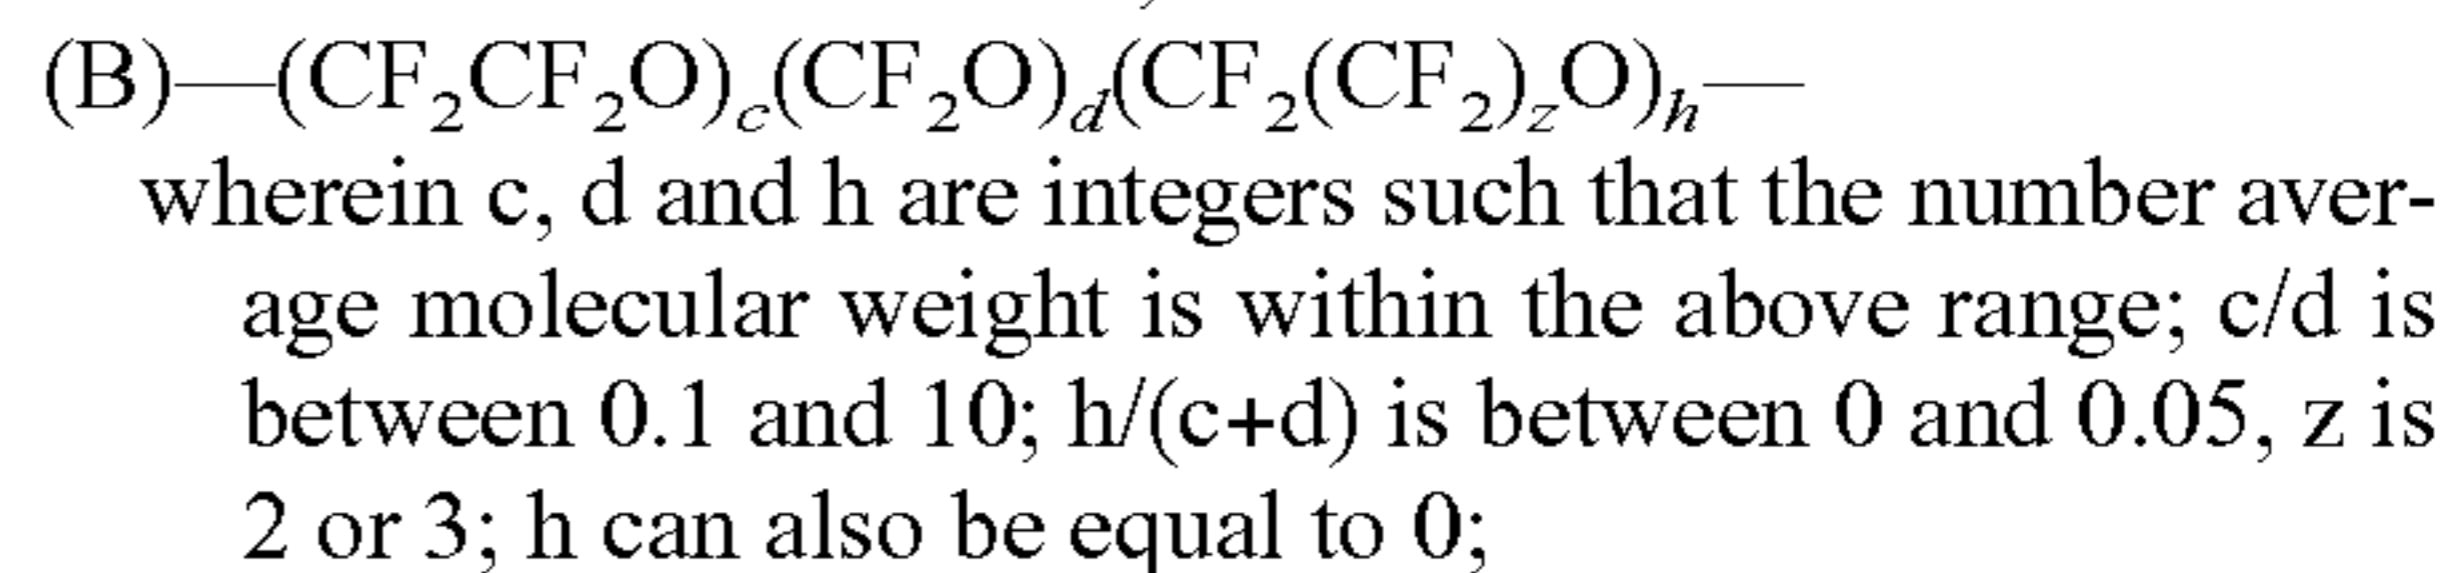 (B)—(CF₂CF₂O)c(CF₂O)d(CF₂(CF₂)zO)h—
wherein c, d and h are integers such that the number aver-
age molecular weight is within the above range; c/d is
between 0.1 and 10; h/(c+d) is between 0 and 0.05, z is
2 or 3; h can also be equal to 0;